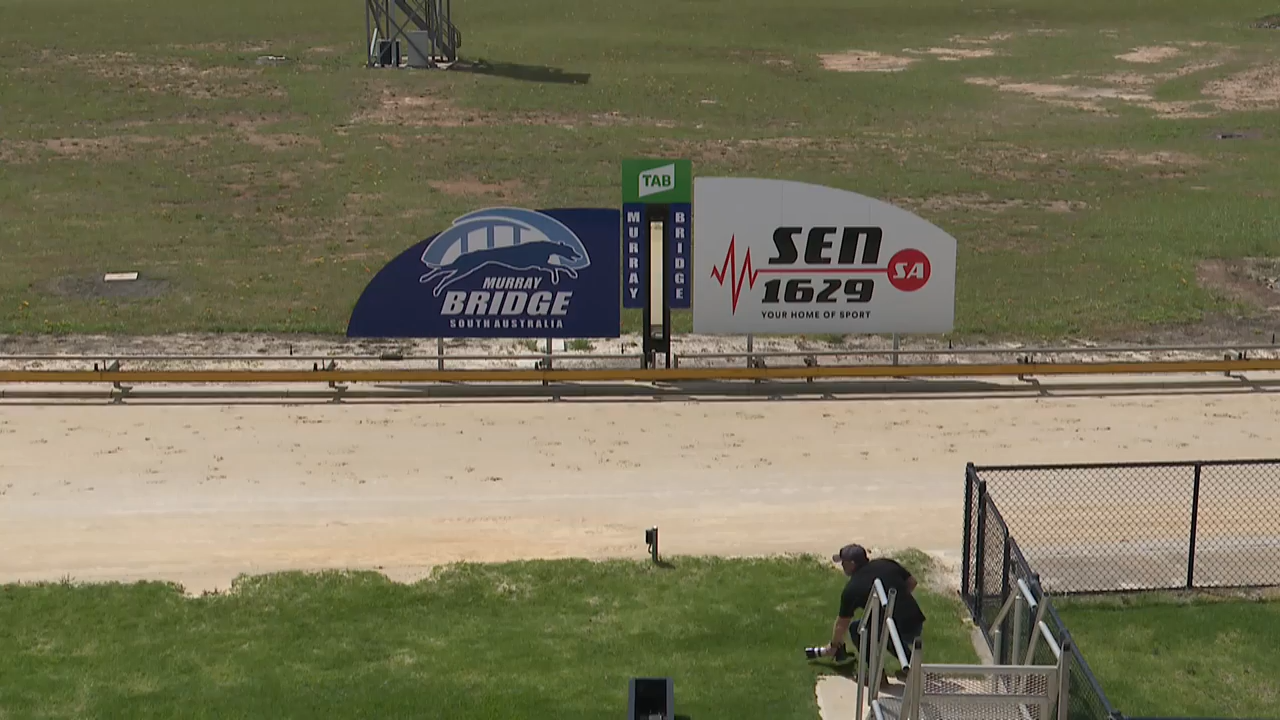 TAB
MURRAY
BRIDGE
MURRAY
BRIDGE
SOUTH AUSTRALIA
SEN
SA
1629
YOUR HOME OF SPORT